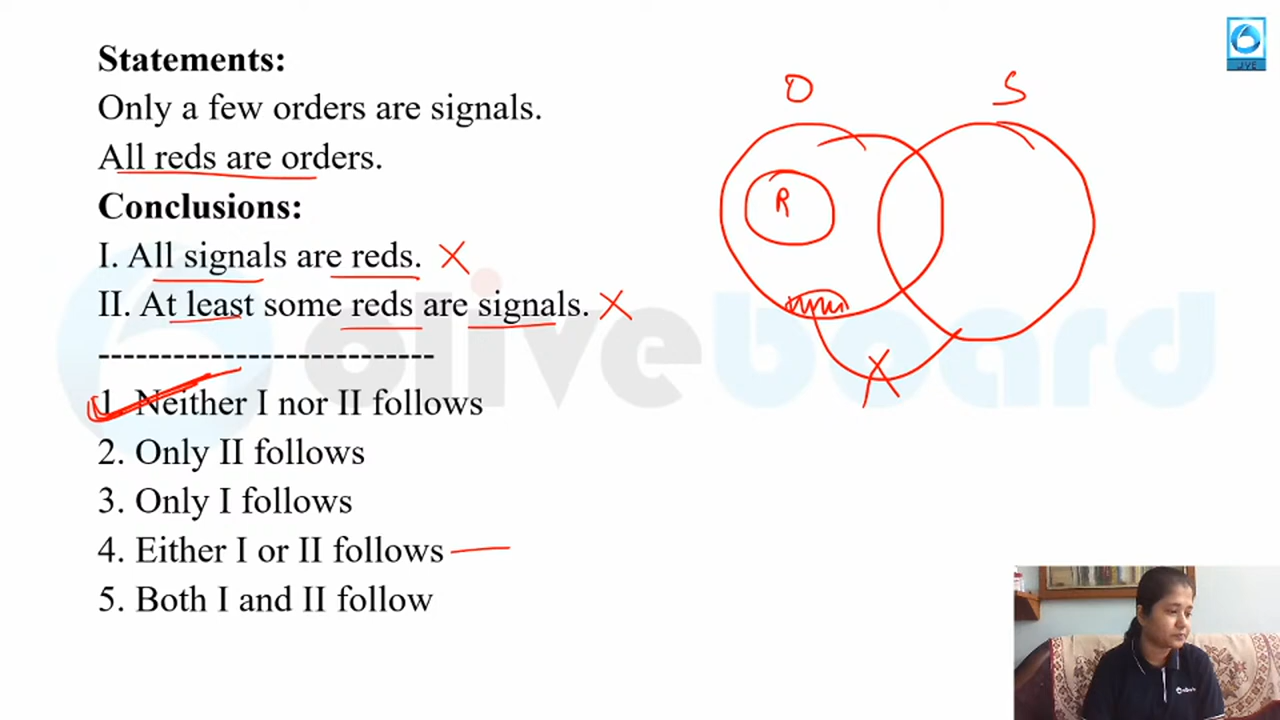 Statements:
Only a few orders are signals.
All reds are orders.
Conclusions:
I. All signals are reds. X
II. At least some reds are signals. X
--------------------------
1. Neither I nor II follows
2. Only II follows
3. Only I follows
4. Either I or II follows
5. Both I and II follow
O
S
R
X
oliveboard
LIVE